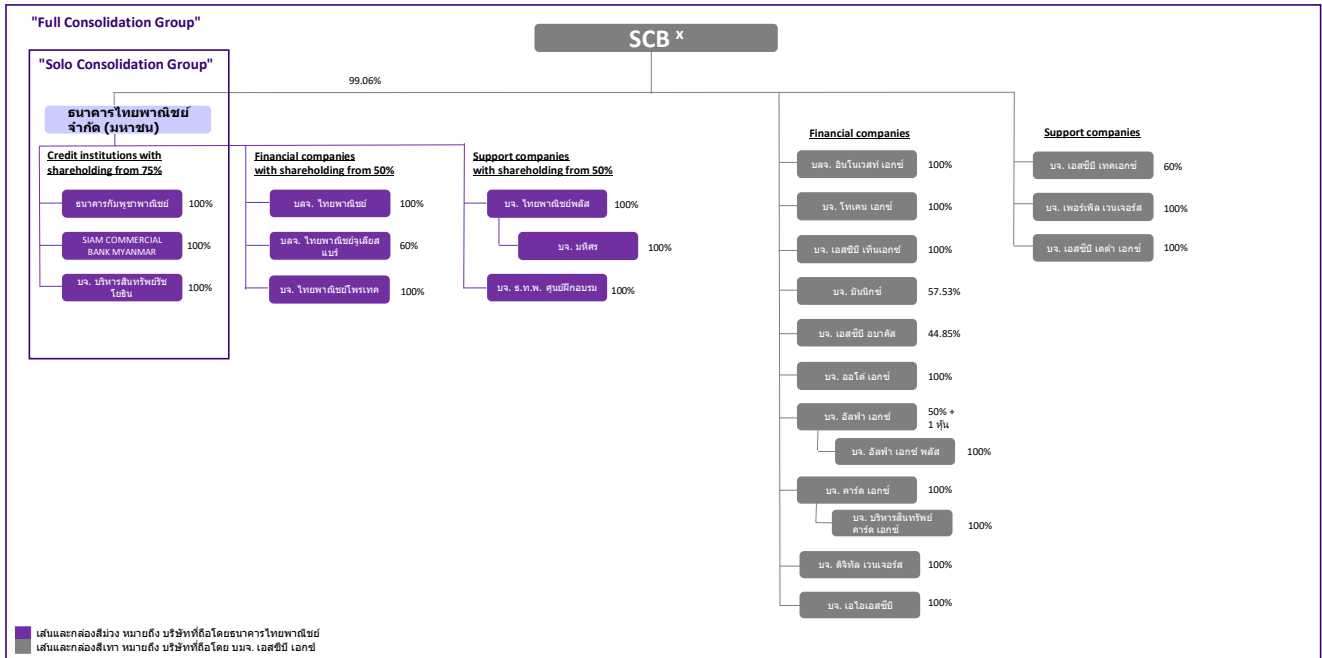 "Full Consolidation Group"
SCB X
"Solo Consolidation Group"
99.06%
ธนาคารไทยพาณิชย์
จำกัด (มหาชน)
Credit institutions with
shareholding from 75%
ธนาคารกัมพูชาพาณิชย์ 100%
SIAM COMMERCIAL
BANK MYANMAR
100%
บจ. บริหารสินทรัพย์รัช
โยธิน
100%
Financial companies
with shareholding from 50%
บลจ. ไทยพาณิชย์ 100%
บลจ. ไทยพาณิชย์จูเลียส
แบร์
60%
บจ. ไทยพาณิชย์โพรเทค 100%
Support companies
with shareholding from 50%
บจ. ไทยพาณิชย์พลัส 100%
บจ. มหิศร 100%
บจ. ธ.ท.พ. ศูนย์ฝึกอบรม 100%
Financial companies
บลจ. อินโนเวสท์ เอกซ์ 100%
บจ. โทเคน เอกซ์ 100%
บจ. เอสซีบี เท็นเอกซ์ 100%
บจ. มันนิกซ์ 57.53%
บจ. เอสซีบี อบาคัส 44.85%
บจ. ออโต้ เอกซ์ 100%
บจ. อัลฟา เอกซ์ 50% +
1 หุ้น
บจ. อัลฟา เอกซ์ พลัส 100%
บจ. คาร์ด เอกซ์ 100%
บจ. บริหารสินทรัพย์
คาร์ด เอกซ์
100%
บจ. ดิจิทัล เวนเจอร์ส 100%
บจ. เอไอเอสซีบี 100%
Support companies
บจ. เอสซีบี เทคเอกซ์ 60%
บจ. เพอร์เพิล เวนเจอร์ส 100%
บจ. เอสซีบี เดต้า เอกซ์ 100%
เส้นและกล่องสีม่วง หมายถึง บริษัทที่ถือโดยธนาคารไทยพาณิชย์
เส้นและกล่องสีเทา หมายถึง บริษัทที่ถือโดย บมจ. เอสซีบี เอกซ์